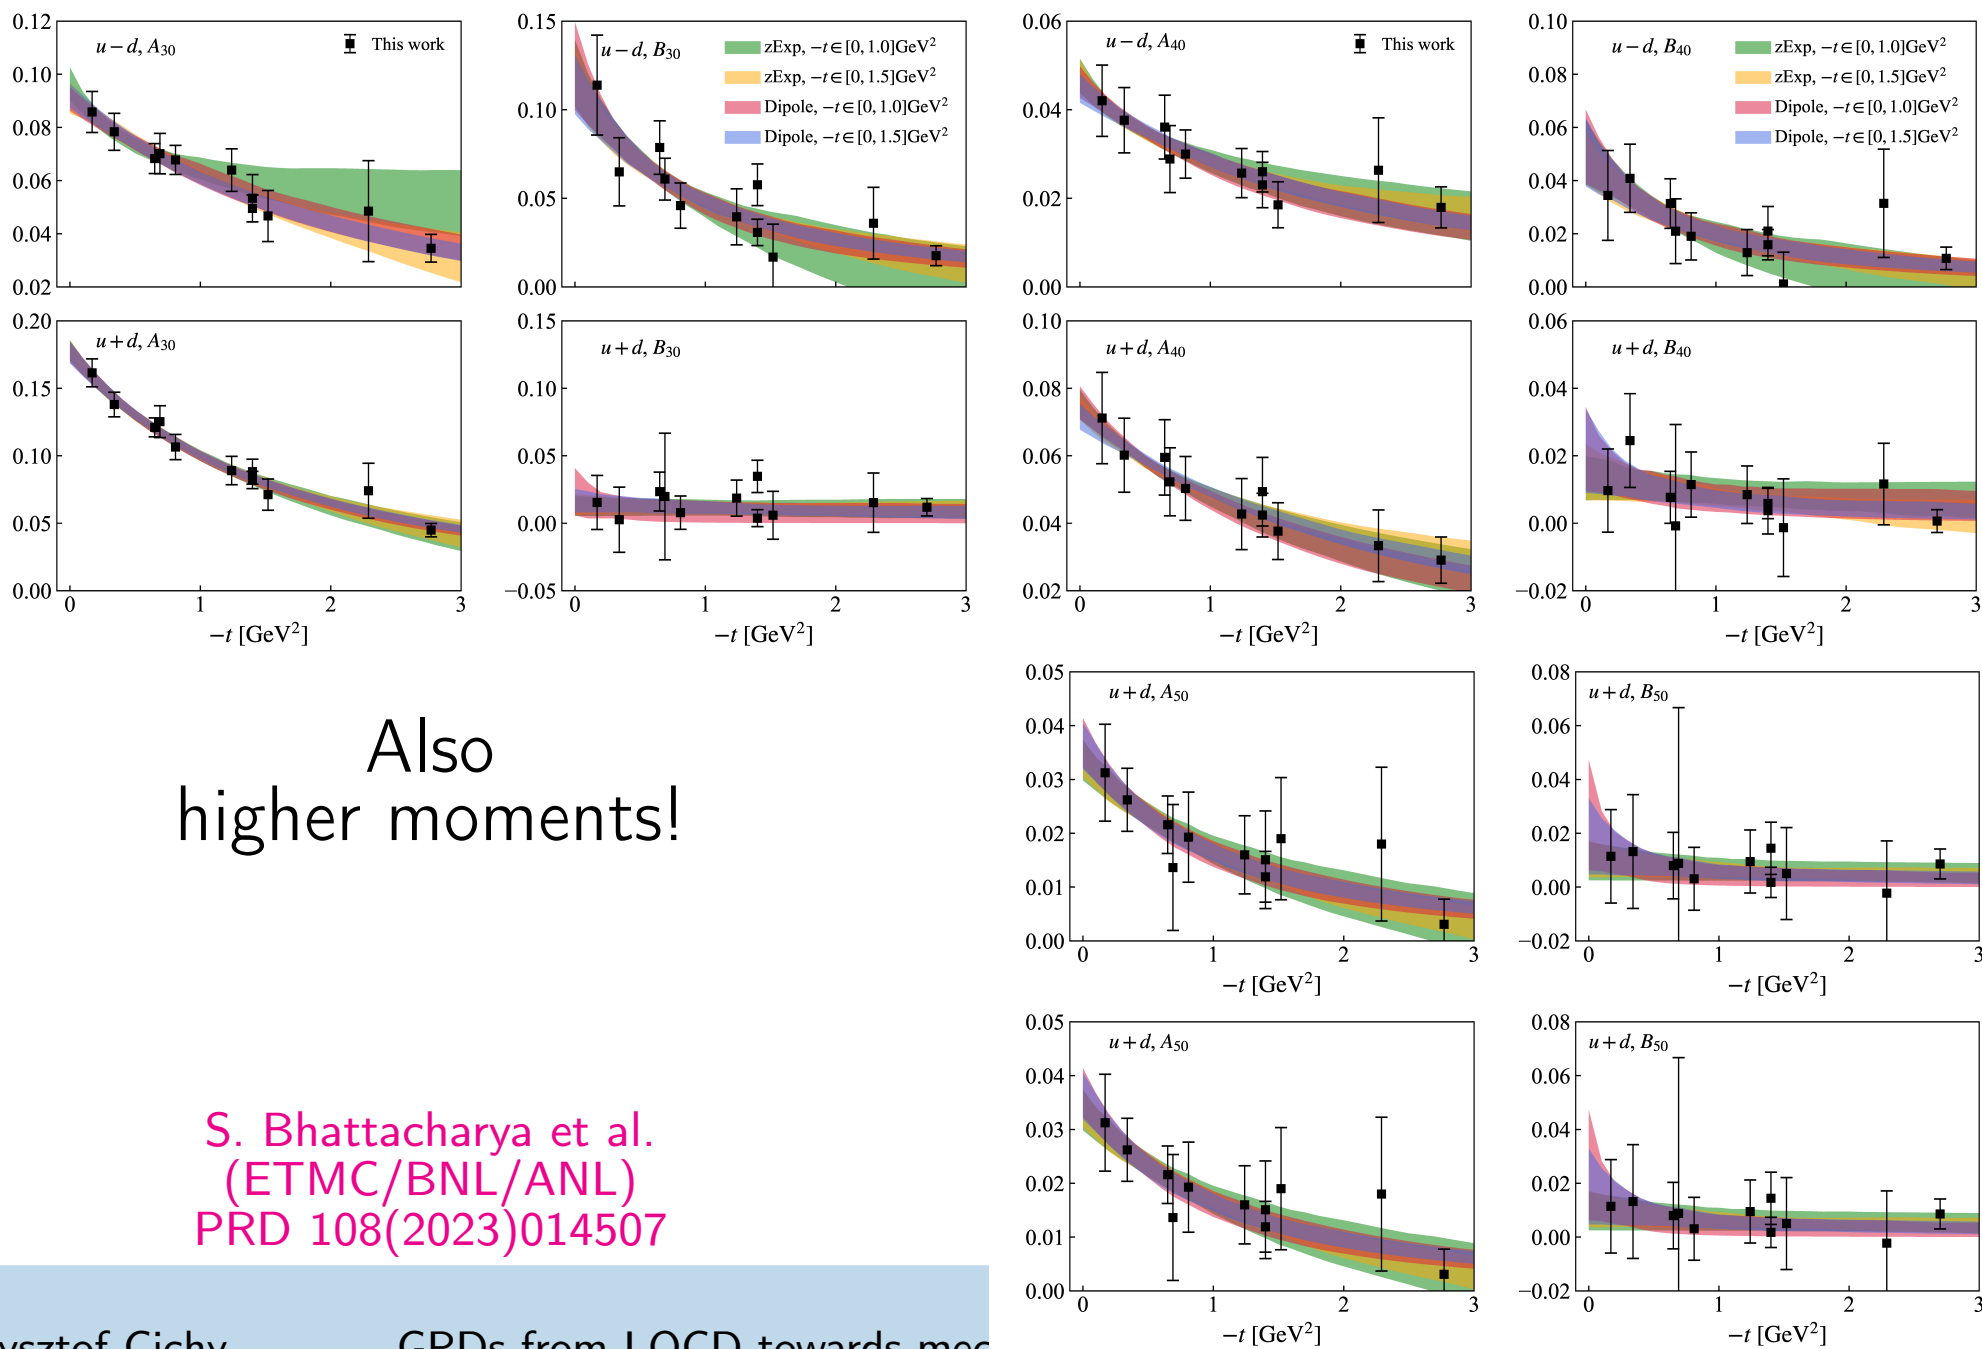 0.12
0.10
0.08
0.06
0.04
0.02
u−d, A30
This work
0.15
0.10
0.05
0.00
u−d, B30
zExp, −t∈[0, 1.0]GeV²
zExp, −t∈[0, 1.5]GeV²
Dipole, −t∈[0, 1.0]GeV²
Dipole, −t∈[0, 1.5]GeV²
0.06
0.04
0.02
0.00
u−d, A40
This work
0.10
0.08
0.06
0.04
0.02
0.00
u−d, B40
zExp, −t∈[0, 1.0]GeV²
zExp, −t∈[0, 1.5]GeV²
Dipole, −t∈[0, 1.0]GeV²
Dipole, −t∈[0, 1.5]GeV²
0.20
0.15
0.10
0.05
0.00
u+d, A30
0 1 2 3
−t [GeV²]
0.15
0.10
0.05
0.00
−0.05
u+d, B30
0 1 2 3
−t [GeV²]
0.10
0.08
0.06
0.04
0.02
u+d, A40
0 1 2 3
−t [GeV²]
0.06
0.04
0.02
0.00
−0.02
u+d, B40
0 1 2 3
−t [GeV²]
Also
higher moments!
0.05
0.04
0.03
0.02
0.01
0.00
u+d, A50
0 1 2 3
−t [GeV²]
0.08
0.06
0.04
0.02
0.00
−0.02
u+d, B50
0 1 2 3
−t [GeV²]
S. Bhattacharya et al.
(ETMC/BNL/ANL)
PRD 108(2023)014507
0.05
0.04
0.03
0.02
0.01
0.00
u+d, A50
0 1 2 3
−t [GeV²]
0.08
0.06
0.04
0.02
0.00
−0.02
u+d, B50
0 1 2 3
−t [GeV²]
ysztof Cichy
GPDs from LQCD towards